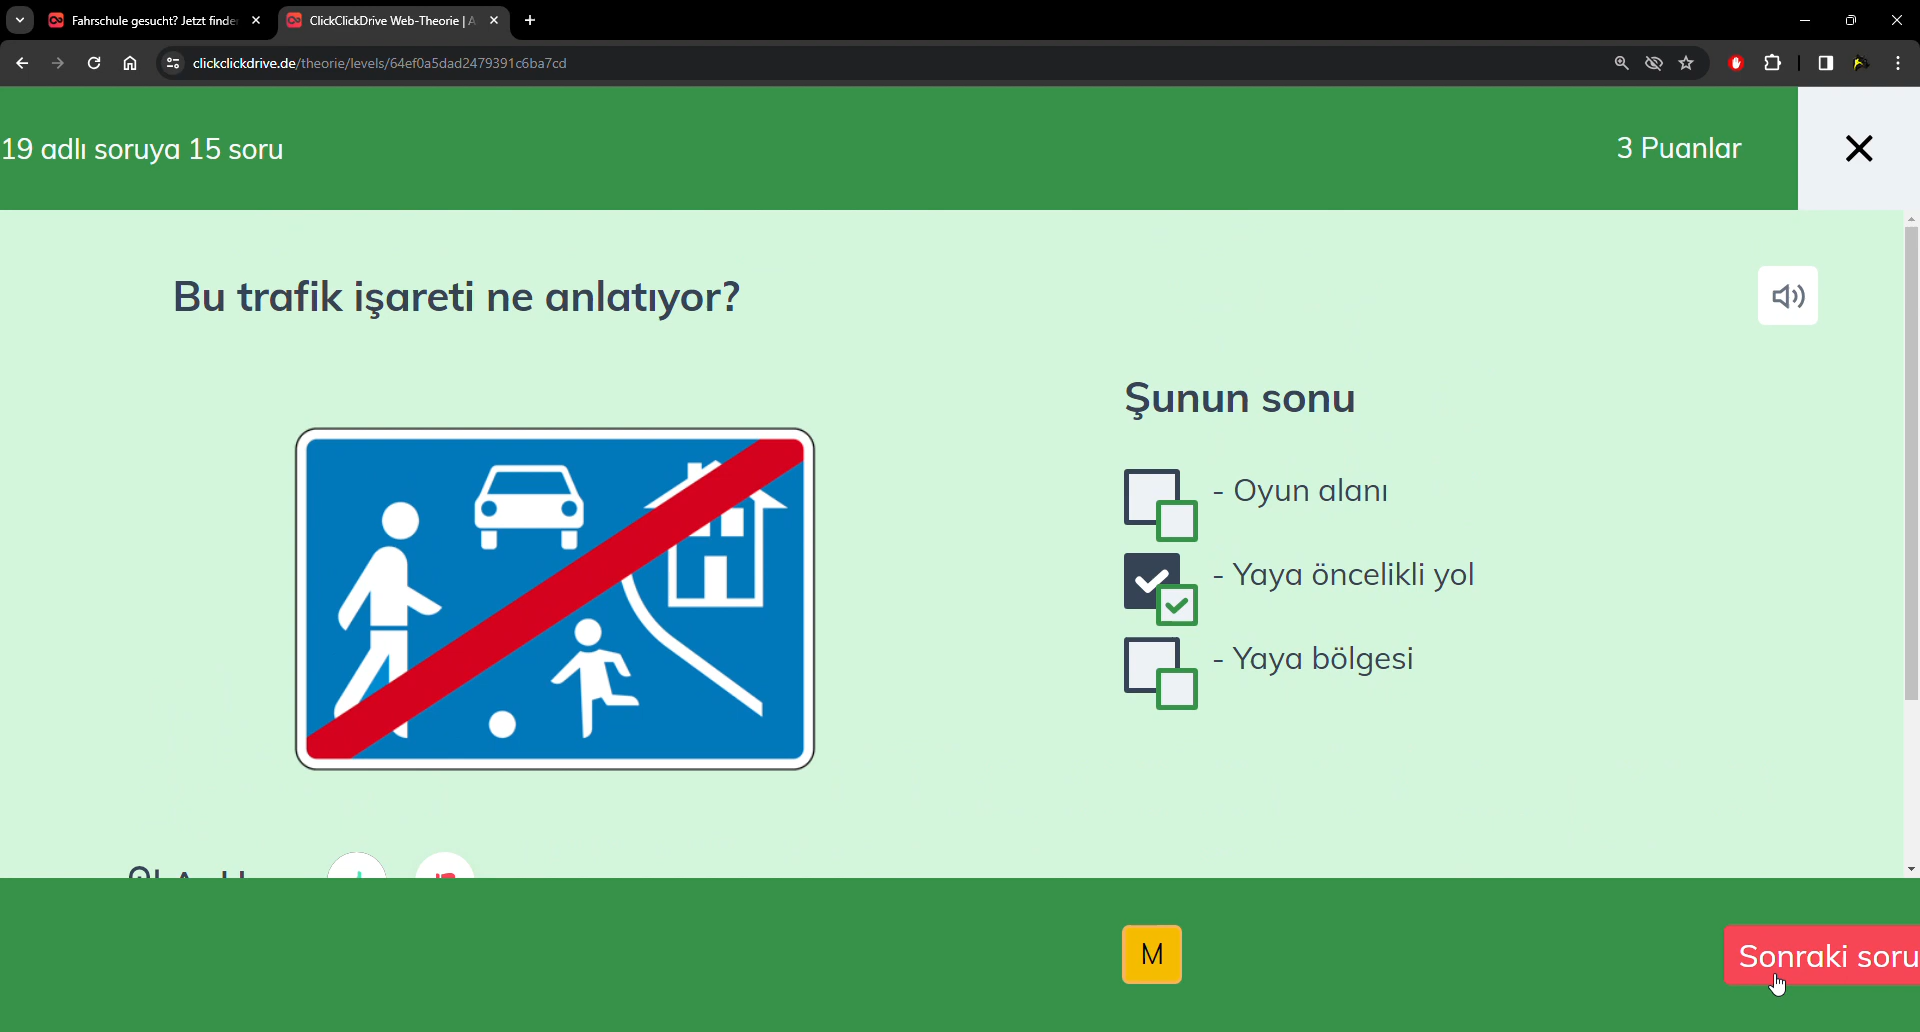 Fahrschule gesucht? Jetzt finde
ClickClickDrive Web-Theorie | A
clickclickdrive.de/theorie/levels/64ef0a5dad2479391c6ba7cd
19 adlı soruya 15 soru
3 Puanlar
Bu trafik işareti ne anlatıyor?
Şunun sonu
- Oyun alanı
- Yaya öncelikli yol
- Yaya bölgesi
M
Sonraki soru